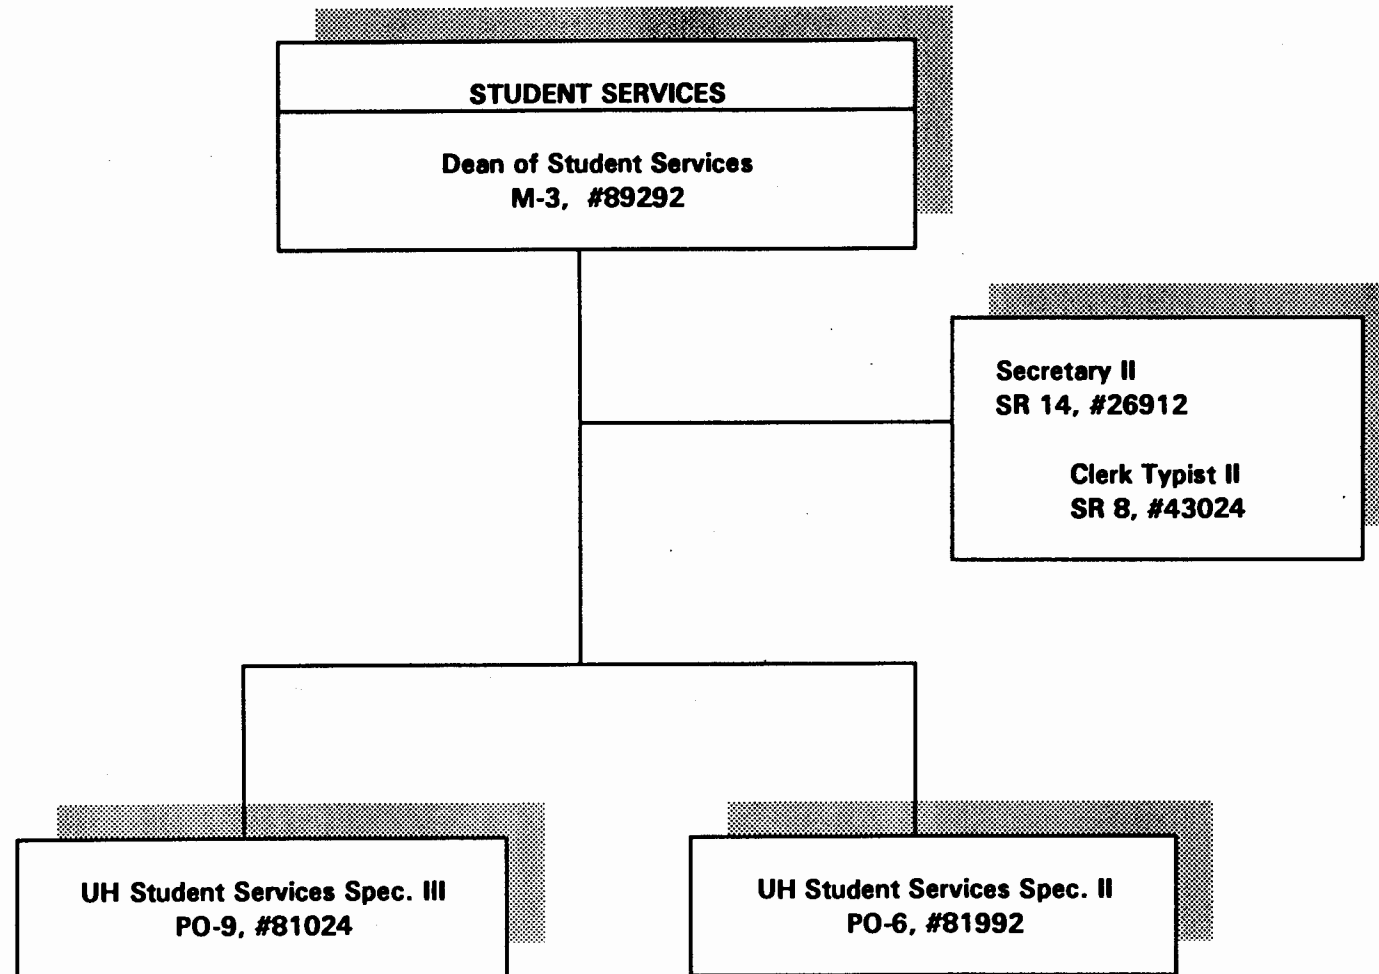 STUDENT SERVICES
Dean of Student Services
M-3, #89292
Secretary II
SR 14, #26912
Clerk Typist II
SR 8, #43024
UH Student Services Spec. III
PO-9, #81024
UH Student Services Spec. II
PO-6, #81992